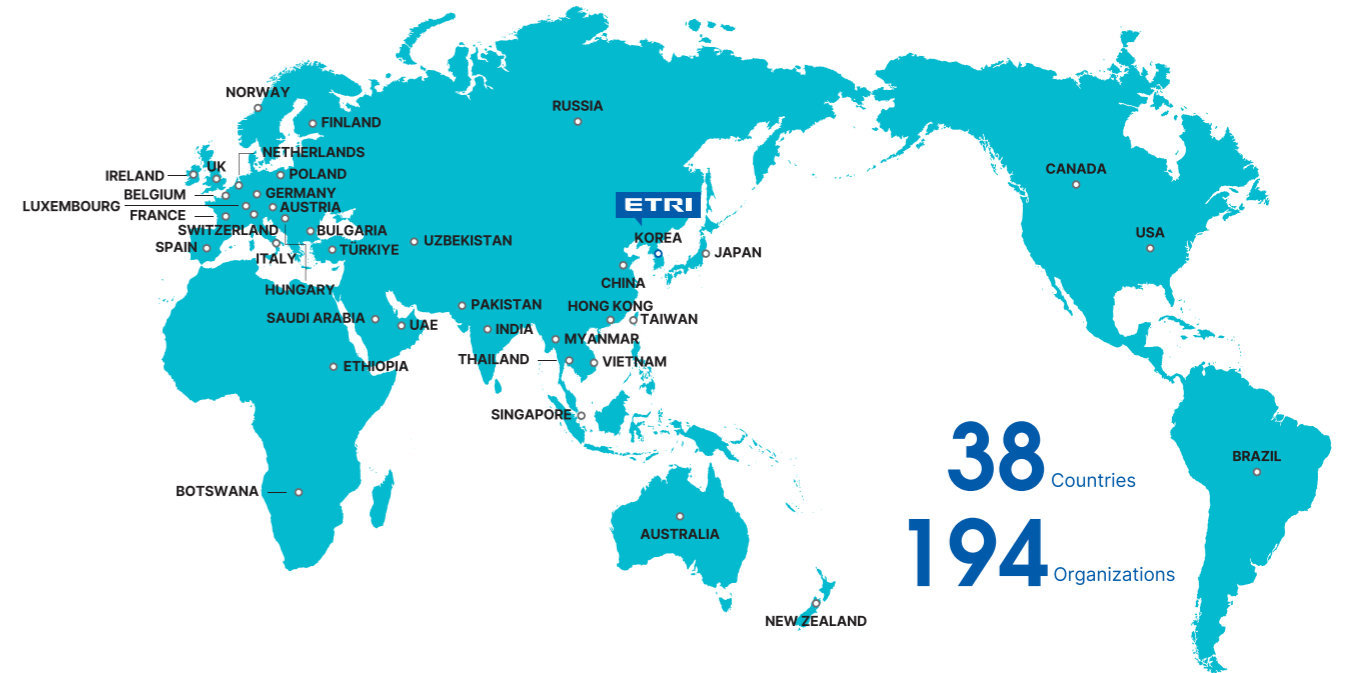 NORWAY
RUSSIA
FINLAND
NETHERLANDS
UK
IRELAND
POLAND
CANADA
BELGIUM
GERMANY
LUXEMBOURG
AUSTRIA
ETRI
FRANCE
SWITZERLAND
BULGARIA
USA
KOREA
UZBEKISTAN
SPAIN
TÜRKIYE
JAPAN
ITALY
CHINA
HUNGARY
PAKISTAN
HONG KONG
SAUDI ARABIA
TAIWAN
UAE
INDIA
MYANMAR
THAILAND
VIETNAM
ETHIOPIA
SINGAPORE
BRAZIL
38 Countries
BOTSWANA
AUSTRALIA
194 Organizations
NEW ZEALAND